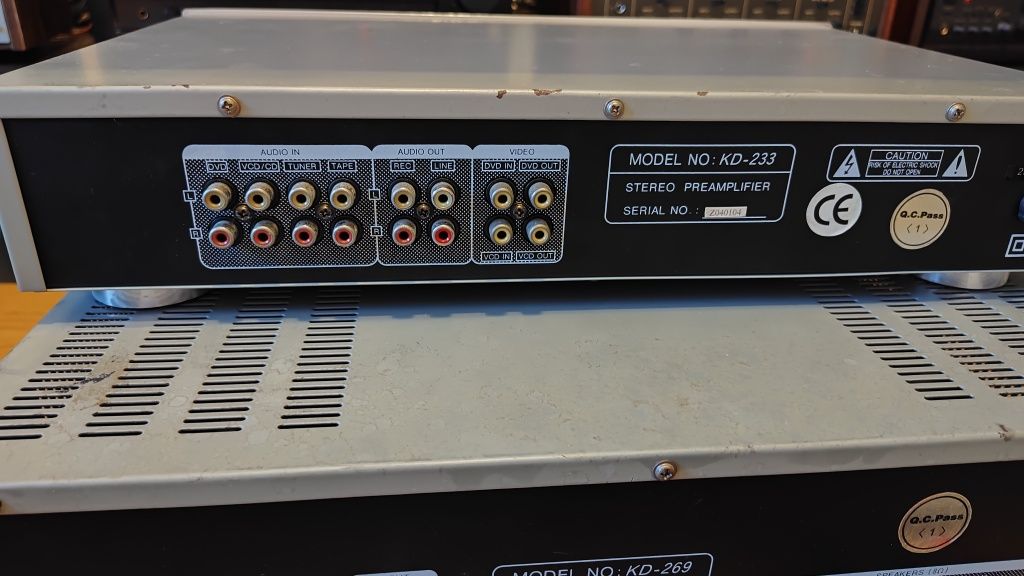 AUDIO IN AUDIO OUT VIDEO
DVD VCD/CD TUNER TAPE REC LINE DVD IN DVD OUT
L L
R R
VCD IN VCD OUT
MODEL NO: KD-233
STEREO PREAMPLIFIER
SERIAL NO.: Z040104
CAUTION
RISK OF ELECTRIC SHOCK
DO NOT OPEN
CE
Q.C.Pass
〈1〉
Q.C.Pass
〈1〉
MODEL NO: KD-269
SPEAKERS (8Ω)